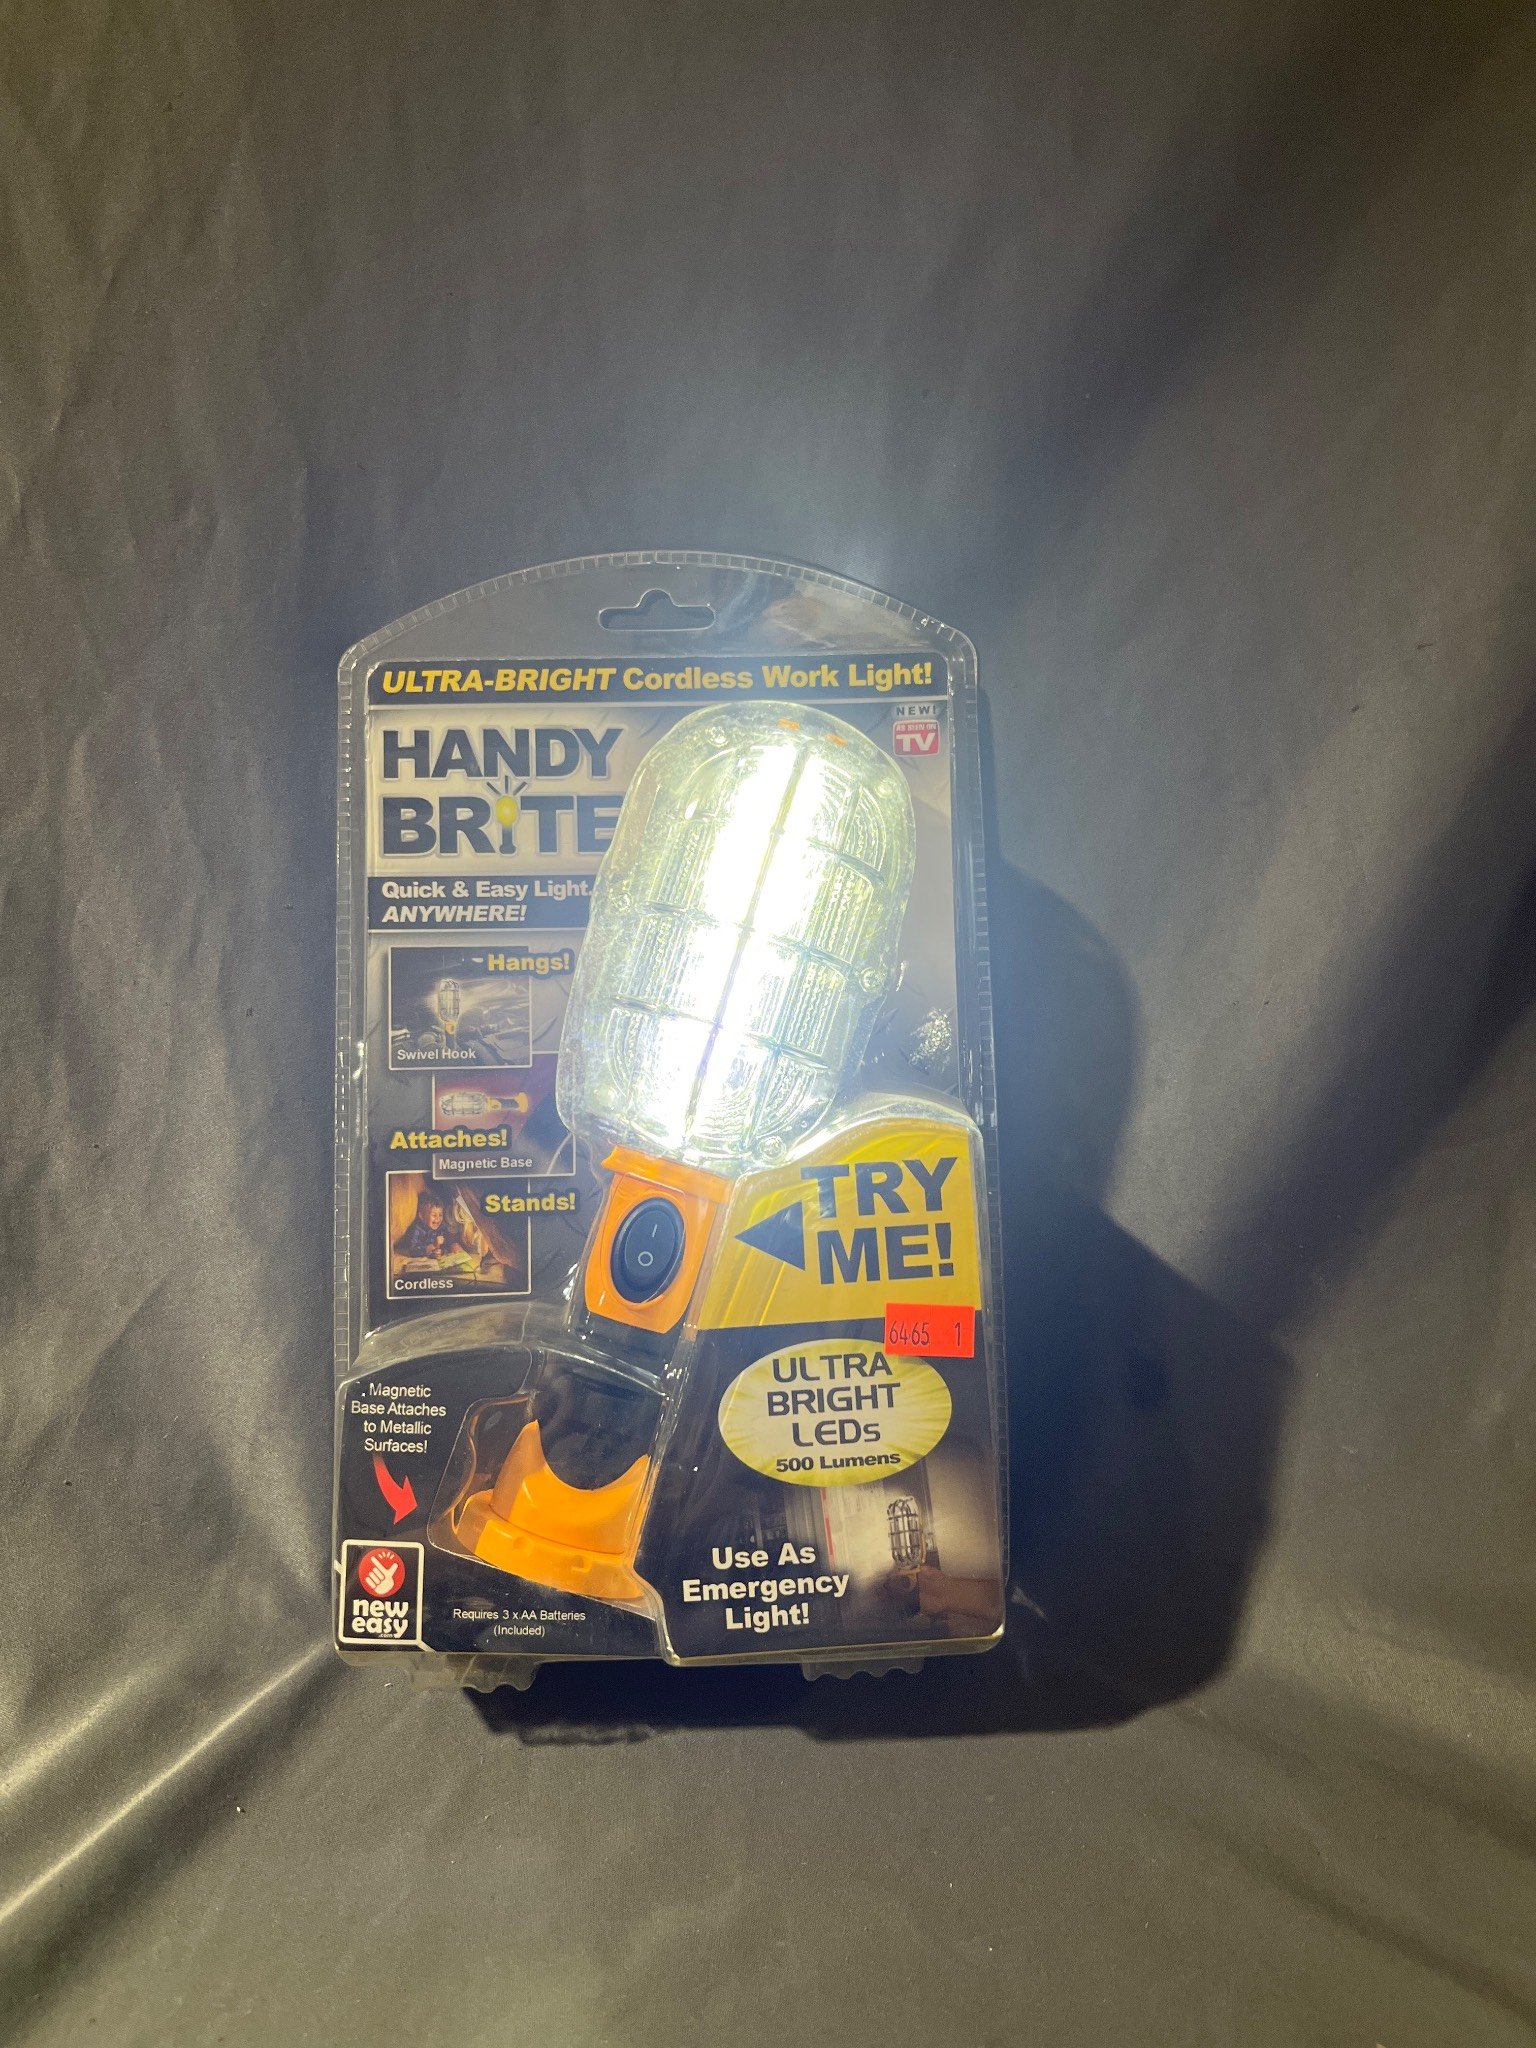 ULTRA-BRIGHT Cordless Work Light!
NEW!
AS SEEN ON
TV
HANDY
BRITE
Quick & Easy Light.
ANYWHERE!
Hangs!
Swivel Hook
Attaches!
Magnetic Base
Stands!
Cordless
TRY
ME!
6465 1
ULTRA
BRIGHT
LEDs
500 Lumens
Magnetic
Base Attaches
to Metallic
Surfaces!
Use As
Emergency
Light!
new
easy
.com
Requires 3 x AA Batteries
(Included)